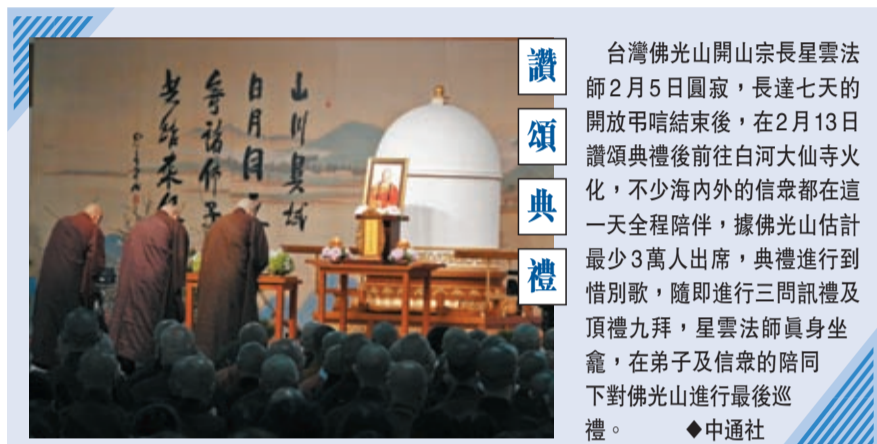 山川異域
日月同
寄諸佛子
共結來
讚頌典禮
台灣佛光山開山宗長星雲法
師2月5日圓寂，長達七天的
開放弔唁結束後，在2月13日
讚頌典禮後前往白河大仙寺火
化，不少海內外的信眾都在這
一天全程陪伴，據佛光山估計
最少3萬人出席，典禮進行到
惜別歌，隨即進行三問訊禮及
頂禮九拜，星雲法師真身坐
龕，在弟子及信眾的陪同
下對佛光山進行最後巡
禮。 ◆中通社